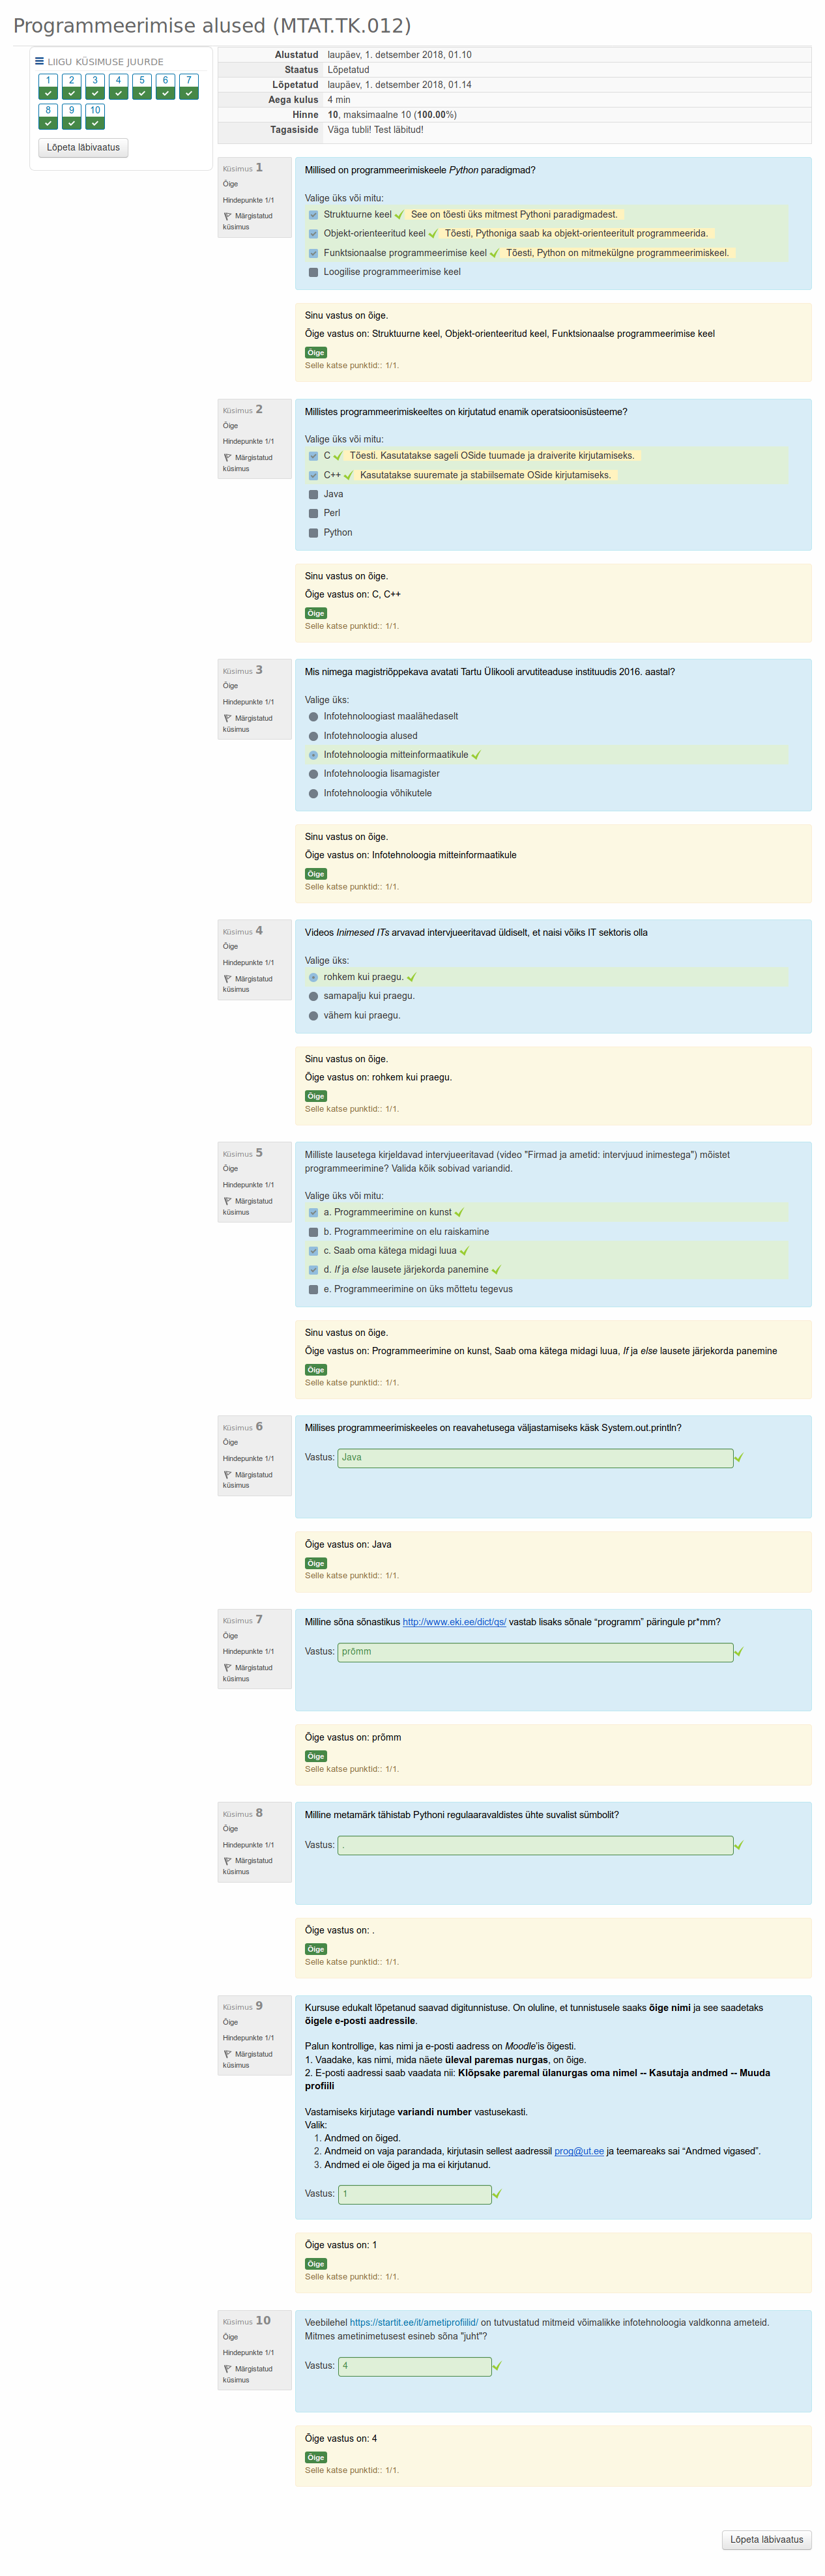 Programmeerimise alused (MTAT.TK.012)
LIIGU KÜSIMUSE JUURDE
1 2 3 4 5 6 7
8 9 10
Lõpeta läbivaatus
Alustatud laupäev, 1. detsember 2018, 01.10
Staatus Lõpetatud
Lõpetatud laupäev, 1. detsember 2018, 01.14
Aega kulus 4 min
Hinne 10, maksimaalne 10 (100.00%)
Tagasiside Väga tubli! Test läbitud!
Küsimus 1
Õige
Hindepunkte 1/1
Märgistatud
küsimus
Millised on programmeerimiskeele Python paradigmad?
Valige üks või mitu:
Struktuurne keel See on tõesti üks mitmest Pythoni paradigmadest.
Objekt-orienteeritud keel Tõesti, Pythoniga saab ka objekt-orienteeritult programmeerida.
Funktsionaalse programmeerimise keel Tõesti, Python on mitmekülgne programmeerimiskeel.
Loogilise programmeerimise keel
Sinu vastus on õige.
Õige vastus on: Struktuurne keel, Objekt-orienteeritud keel, Funktsionaalse programmeerimise keel
Õige
Selle katse punktid:: 1/1.
Küsimus 2
Õige
Hindepunkte 1/1
Märgistatud
küsimus
Millistes programmeerimiskeeltes on kirjutatud enamik operatsioonisüsteeme?
Valige üks või mitu:
C Tõesti. Kasutatakse sageli OSide tuumade ja draiverite kirjutamiseks.
C++ Kasutatakse suuremate ja stabiilsemate OSide kirjutamiseks.
Java
Perl
Python
Sinu vastus on õige.
Õige vastus on: C, C++
Õige
Selle katse punktid:: 1/1.
Küsimus 3
Õige
Hindepunkte 1/1
Märgistatud
küsimus
Mis nimega magistriõppekava avatati Tartu Ülikooli arvutiteaduse instituudis 2016. aastal?
Valige üks:
Infotehnoloogiast maalähedaselt
Infotehnoloogia alused
Infotehnoloogia mitteinformaatikule
Infotehnoloogia lisamagister
Infotehnoloogia võhikutele
Sinu vastus on õige.
Õige vastus on: Infotehnoloogia mitteinformaatikule
Õige
Selle katse punktid:: 1/1.
Küsimus 4
Õige
Hindepunkte 1/1
Märgistatud
küsimus
Videos Inimesed ITs arvavad intervjueeritavad üldiselt, et naisi võiks IT sektoris olla
Valige üks:
rohkem kui praegu.
samapalju kui praegu.
vähem kui praegu.
Sinu vastus on õige.
Õige vastus on: rohkem kui praegu.
Õige
Selle katse punktid:: 1/1.
Küsimus 5
Õige
Hindepunkte 1/1
Märgistatud
küsimus
Milliste lausetega kirjeldavad intervjueeritavad (video "Firmad ja ametid: intervjuud inimestega") mõistet
programmeerimine? Valida kõik sobivad variandid.
Valige üks või mitu:
a. Programmeerimine on kunst
b. Programmeerimine on elu raiskamine
c. Saab oma kätega midagi luua
d. If ja else lausete järjekorda panemine
e. Programmeerimine on üks mõttetu tegevus
Sinu vastus on õige.
Õige vastus on: Programmeerimine on kunst, Saab oma kätega midagi luua, If ja else lausete järjekorda panemine
Õige
Selle katse punktid:: 1/1.
Küsimus 6
Õige
Hindepunkte 1/1
Märgistatud
küsimus
Millises programmeerimiskeeles on reavahetusega väljastamiseks käsk System.out.println?
Vastus: Java
Õige vastus on: Java
Õige
Selle katse punktid:: 1/1.
Küsimus 7
Õige
Hindepunkte 1/1
Märgistatud
küsimus
Milline sõna sõnastikus http://www.eki.ee/dict/qs/ vastab lisaks sõnale “programm” päringule pr*mm?
Vastus: prõmm
Õige vastus on: prõmm
Õige
Selle katse punktid:: 1/1.
Küsimus 8
Õige
Hindepunkte 1/1
Märgistatud
küsimus
Milline metamärk tähistab Pythoni regulaaravaldistes ühte suvalist sümbolit?
Vastus: .
Õige vastus on: .
Õige
Selle katse punktid:: 1/1.
Küsimus 9
Õige
Hindepunkte 1/1
Märgistatud
küsimus
Kursuse edukalt lõpetanud saavad digitunnistuse. On oluline, et tunnistusele saaks õige nimi ja see saadetaks
õigele e-posti aadressile.
Palun kontrollige, kas nimi ja e-posti aadress on Moodle'is õigesti.
1. Vaadake, kas nimi, mida näete üleval paremas nurgas, on õige.
2. E-posti aadressi saab vaadata nii: Klõpsake paremal ülanurgas oma nimel -- Kasutaja andmed -- Muuda
profiili
Vastamiseks kirjutage variandi number vastusekasti.
Valik:
1. Andmed on õiged.
2. Andmeid on vaja parandada, kirjutasin sellest aadressil prog@ut.ee ja teemareaks sai “Andmed vigased”.
3. Andmed ei ole õiged ja ma ei kirjutanud.
Vastus: 1
Õige vastus on: 1
Õige
Selle katse punktid:: 1/1.
Küsimus 10
Õige
Hindepunkte 1/1
Märgistatud
küsimus
Veebilehel https://startit.ee/it/ametiprofiilid/ on tutvustatud mitmeid võimalikke infotehnoloogia valdkonna ameteid.
Mitmes ametinimetusest esineb sõna "juht"?
Vastus: 4
Õige vastus on: 4
Õige
Selle katse punktid:: 1/1.
Lõpeta läbivaatus